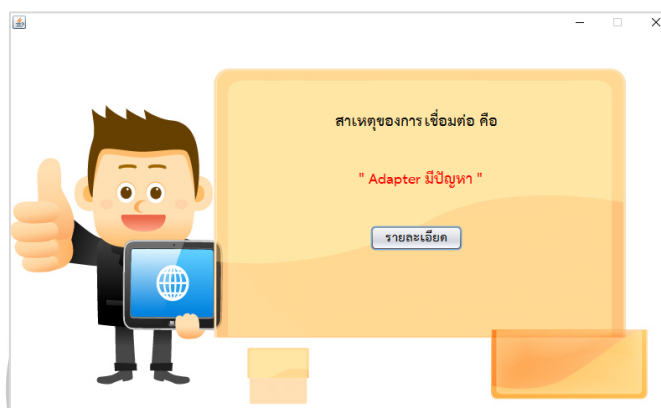 สาเหตุของการเชื่อมต่อ คือ
" Adapter มีปัญหา "
รายละเอียด